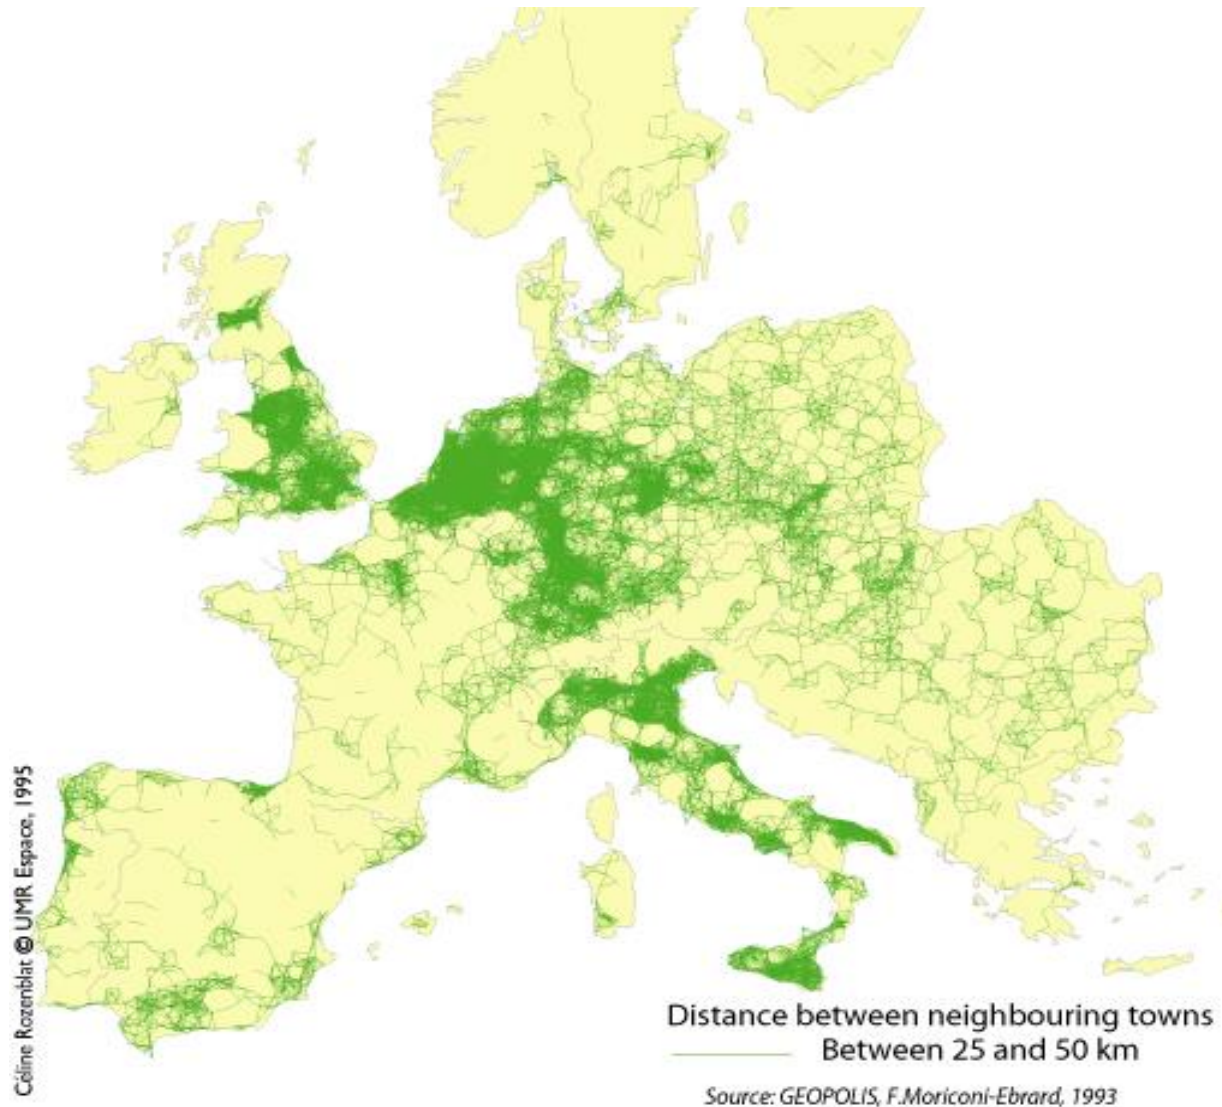 Céline Rozenblat © UMR Espace, 1995
Distance between neighbouring towns
Between 25 and 50 km
Source: GEOPOLIS, F.Moriconi-Ebrard, 1993